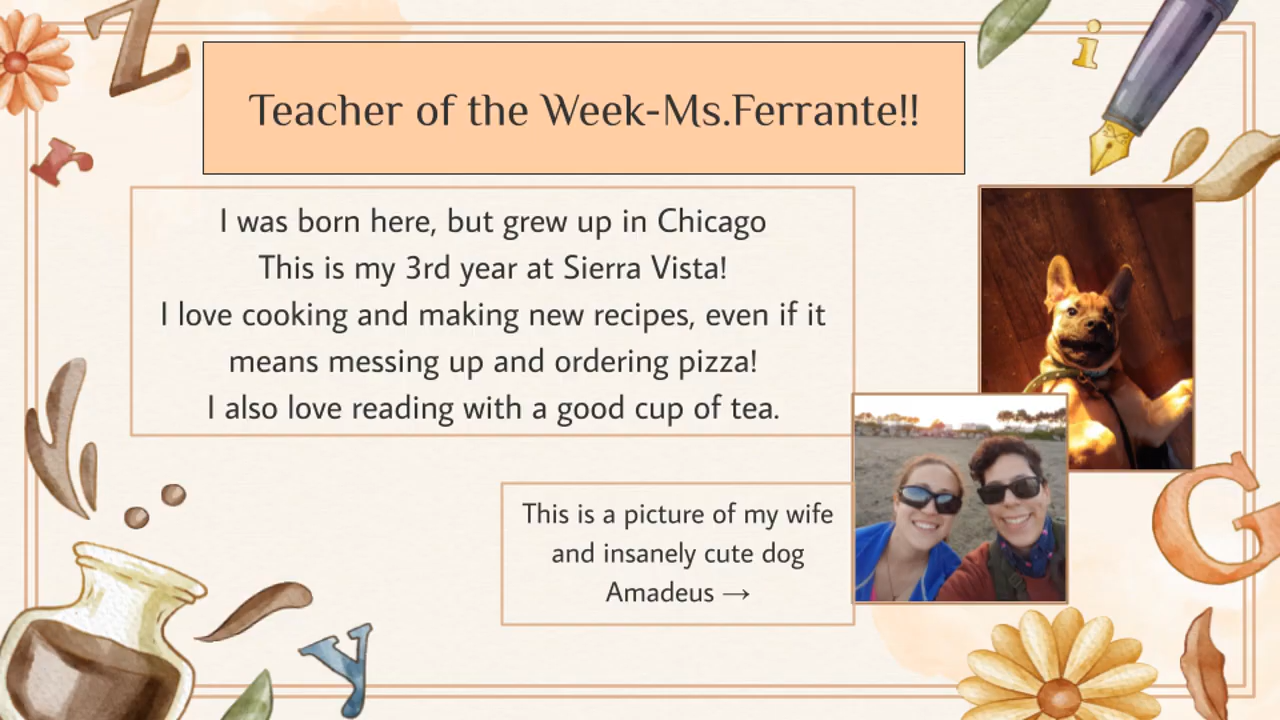 Teacher of the Week-Ms.Ferrante!!
I was born here, but grew up in Chicago
This is my 3rd year at Sierra Vista!
I love cooking and making new recipes, even if it
means messing up and ordering pizza!
I also love reading with a good cup of tea.
This is a picture of my wife
and insanely cute dog
Amadeus →
Z
r
i
G
y